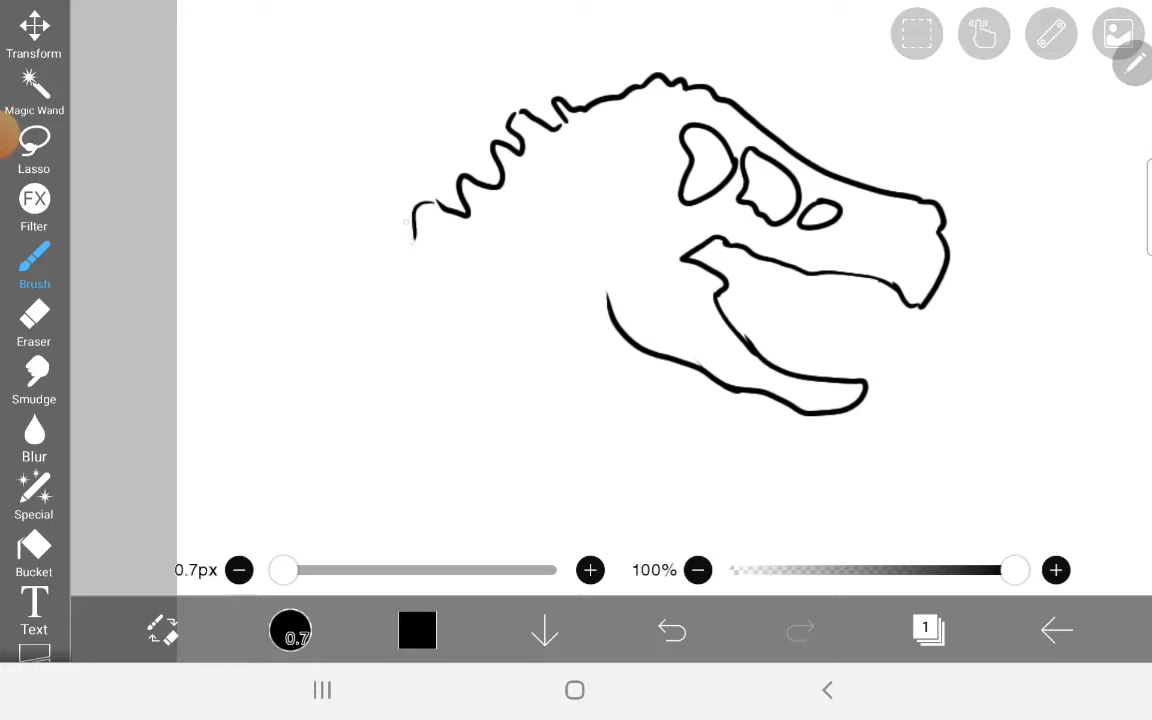 Transform
Magic Wand
Lasso
FX
Filter
Brush
Eraser
Smudge
Blur
Special
Bucket
T
Text
0.7px
100%
0.7
1